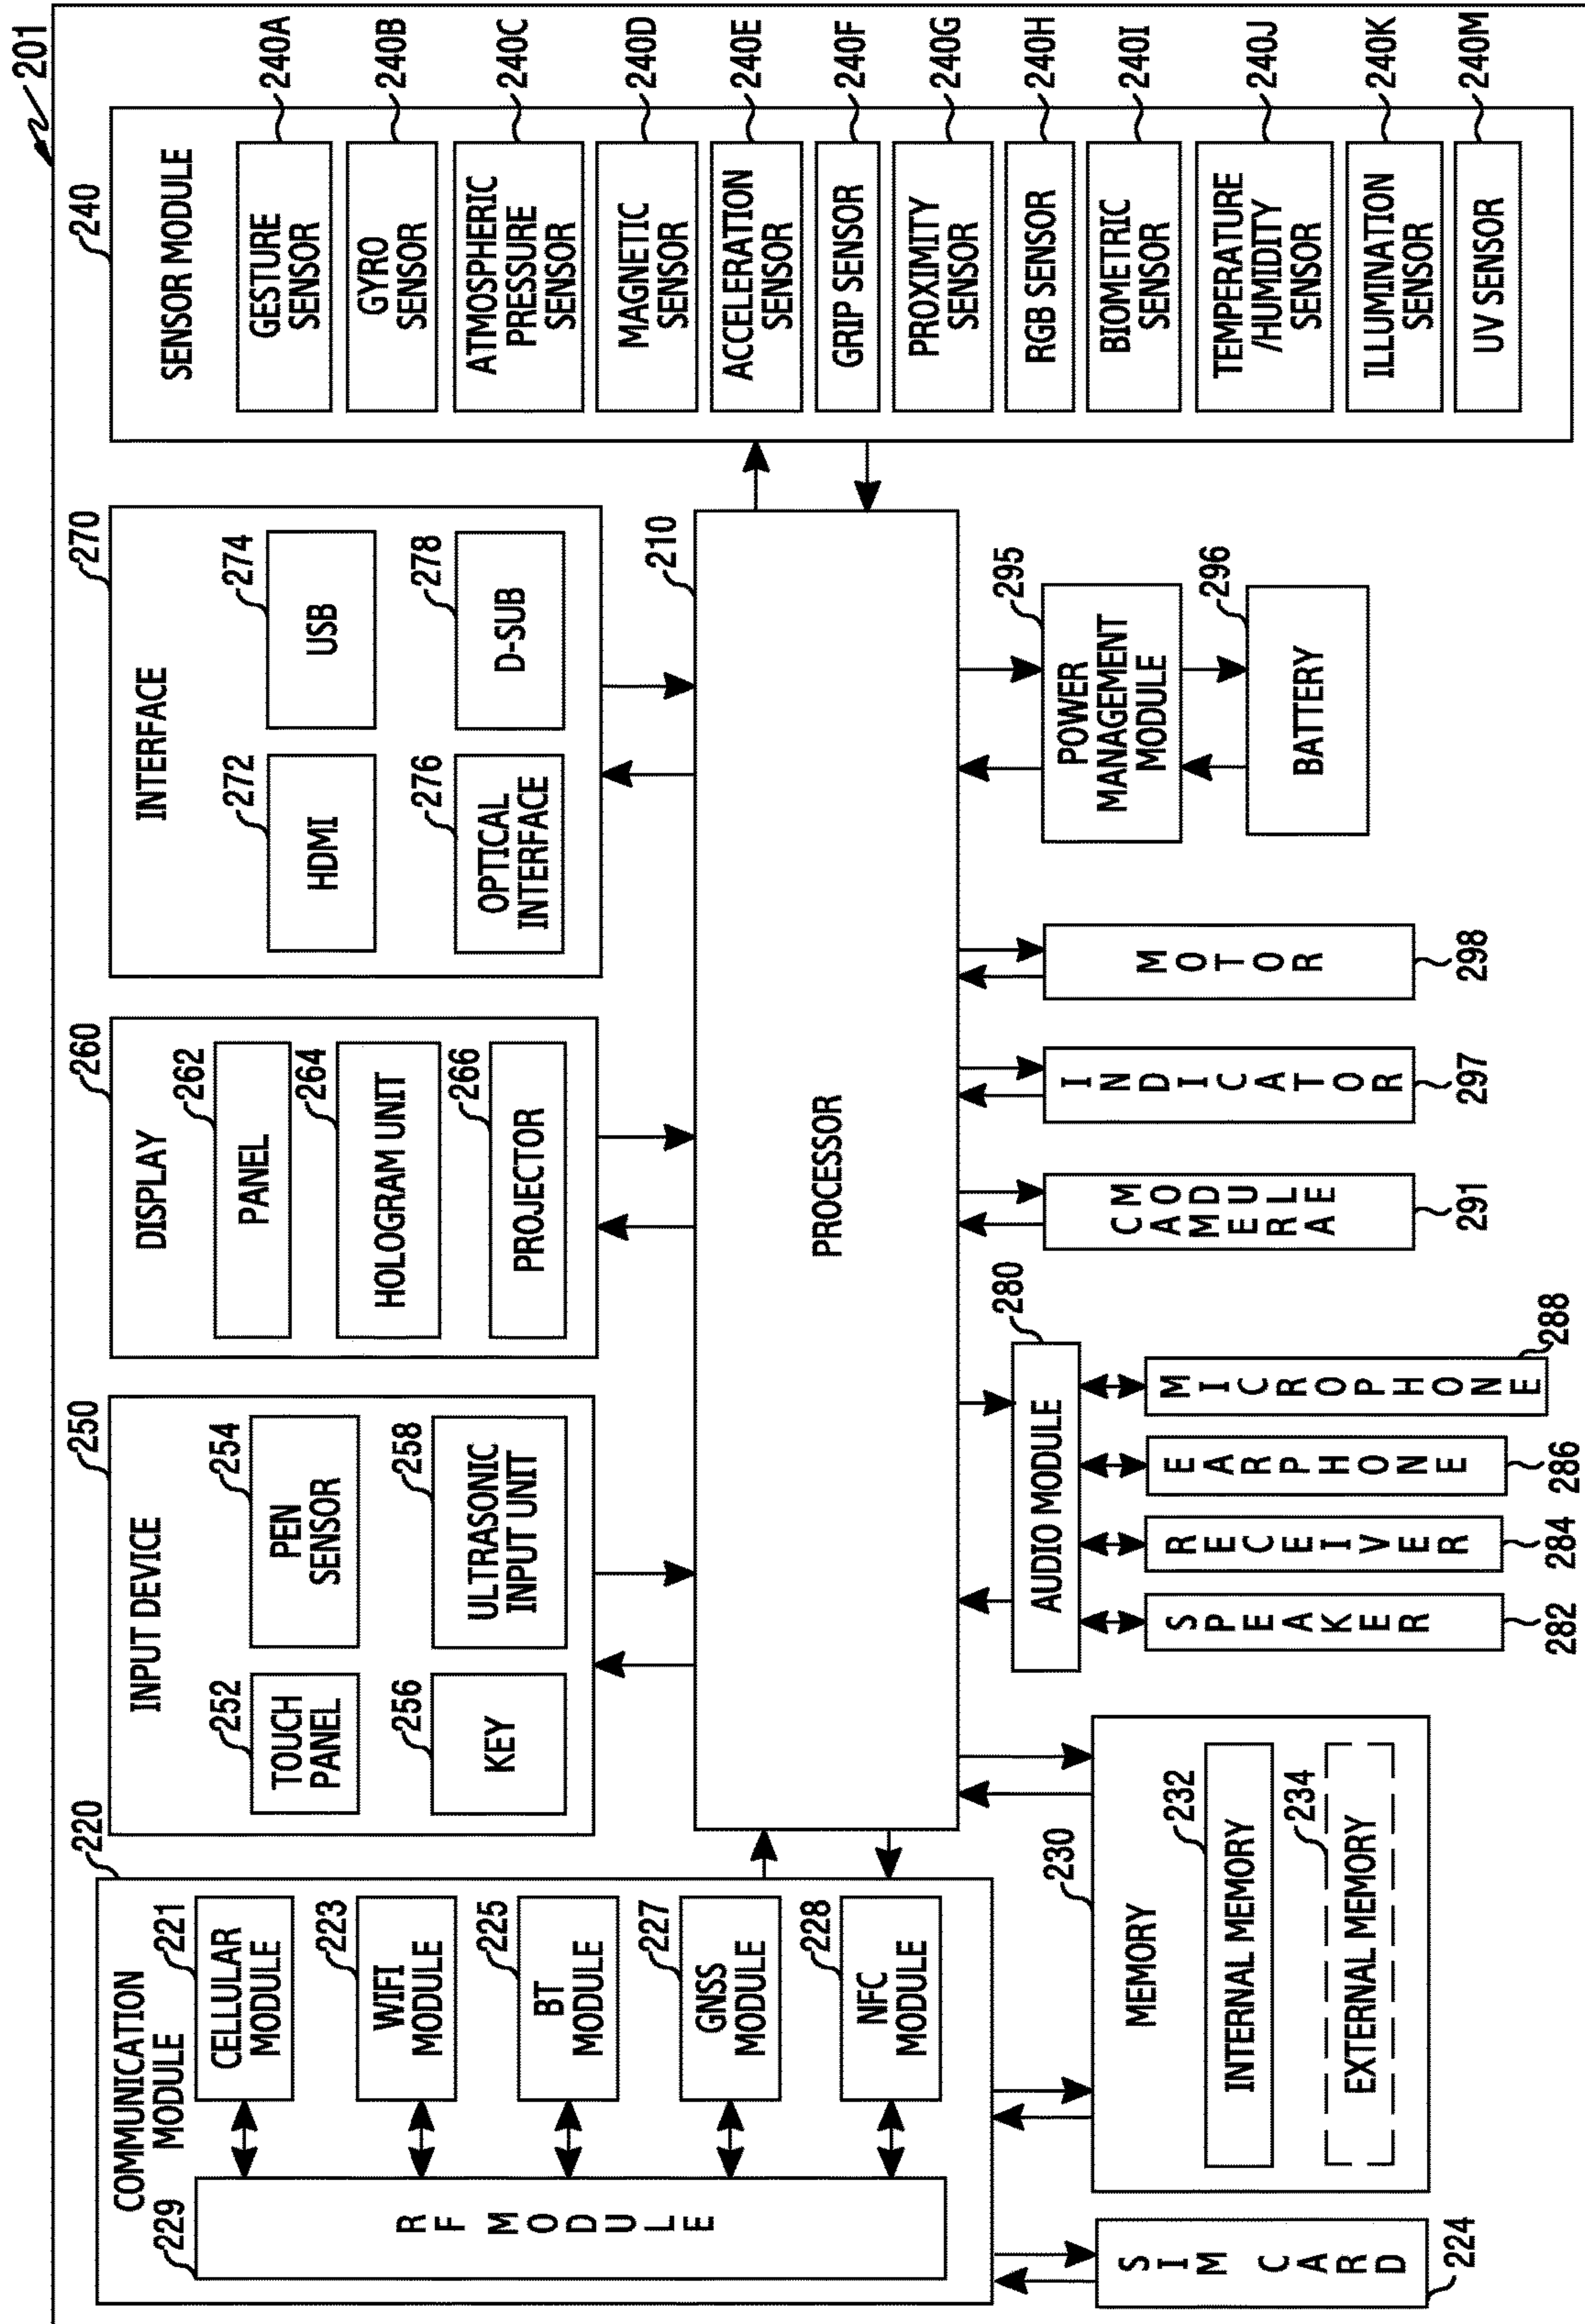 201
220
COMMUNICATION
MODULE
229
RF MODULE
221
CELLULAR
MODULE
223
WIFI
MODULE
225
BT
MODULE
227
GNSS
MODULE
228
NFC
MODULE
250
INPUT DEVICE
252
TOUCH
PANEL
254
PEN
SENSOR
256
KEY
258
ULTRASONIC
INPUT UNIT
260
DISPLAY
262
PANEL
264
HOLOGRAM UNIT
266
PROJECTOR
270
INTERFACE
272
HDMI
274
USB
276
OPTICAL
INTERFACE
278
D-SUB
240
SENSOR MODULE
GESTURE
SENSOR
240A
GYRO
SENSOR
240B
ATMOSPHERIC
PRESSURE
SENSOR
240C
MAGNETIC
SENSOR
240D
ACCELERATION
SENSOR
240E
GRIP SENSOR
240F
PROXIMITY
SENSOR
240G
RGB SENSOR
240H
BIOMETRIC
SENSOR
240I
TEMPERATURE
/HUMIDITY
SENSOR
240J
ILLUMINATION
SENSOR
240K
UV SENSOR
240M
210
PROCESSOR
SIM CARD
224
230
MEMORY
232
INTERNAL MEMORY
234
EXTERNAL MEMORY
280
AUDIO MODULE
SPEAKER
282
RECEIVER
284
EARPHONE
286
MICROPHONE
288
CAMERA
MODULE
291
INDICATOR
297
MOTOR
298
295
POWER
MANAGEMENT
MODULE
296
BATTERY